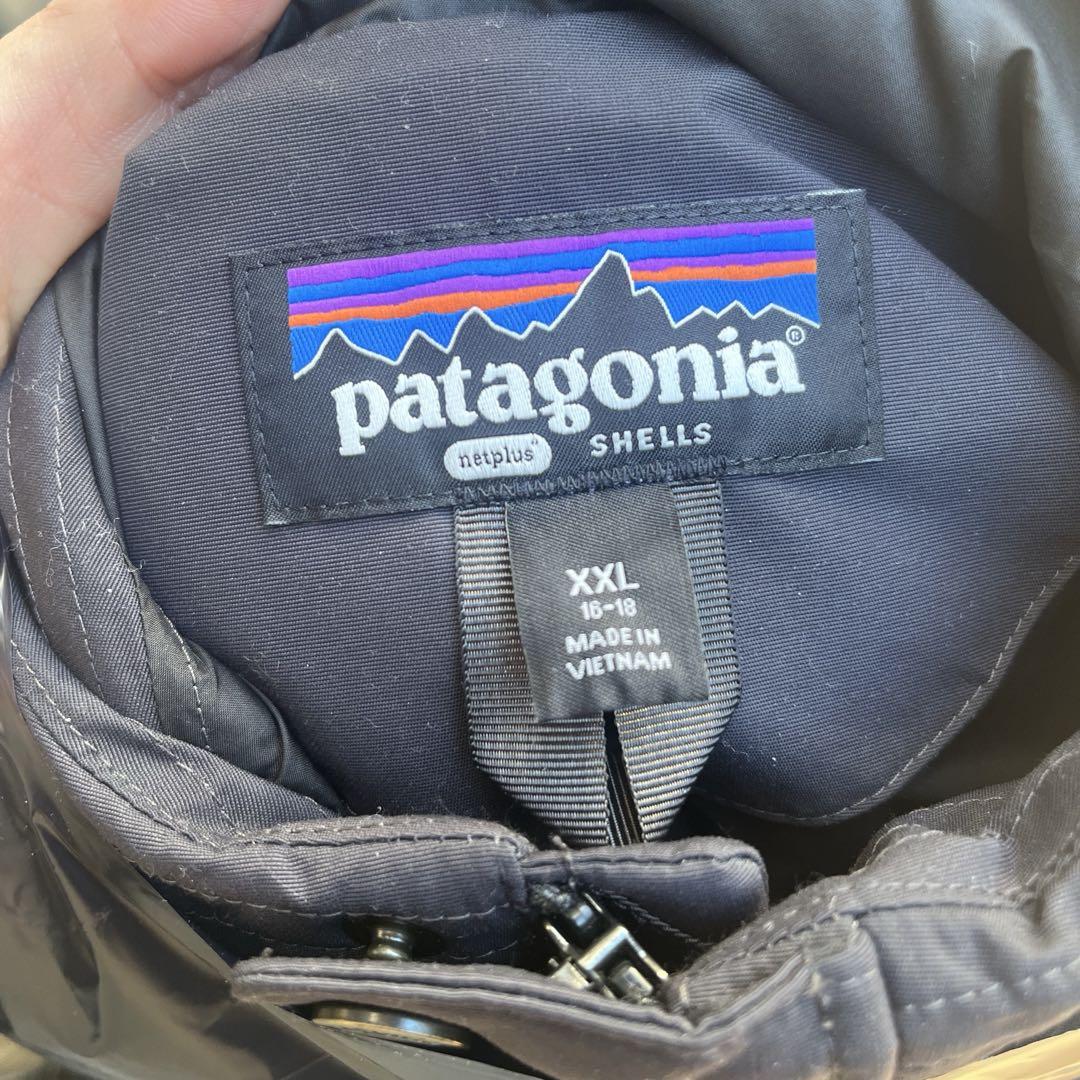 patagonia®
netplus®
SHELLS
XXL
16-18
MADE IN
VIETNAM